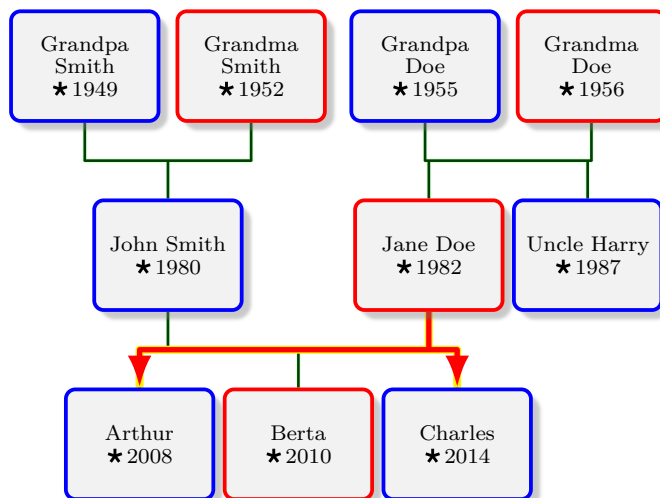 Grandpa
Smith
★ 1949
Grandma
Smith
★ 1952
Grandpa
Doe
★ 1955
Grandma
Doe
★ 1956
John Smith
★ 1980
Jane Doe
★ 1982
Uncle Harry
★ 1987
Arthur
★ 2008
Berta
★ 2010
Charles
★ 2014